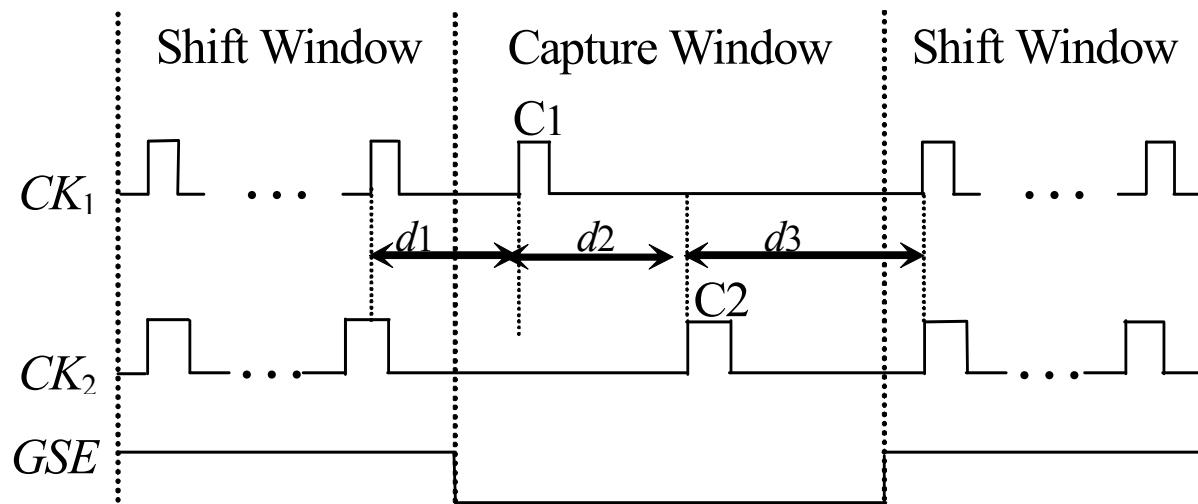 Shift Window Capture Window Shift Window
C1
CK₁ . . . . . .
d1 d2 d3
C2
CK₂ . . . . . .
GSE